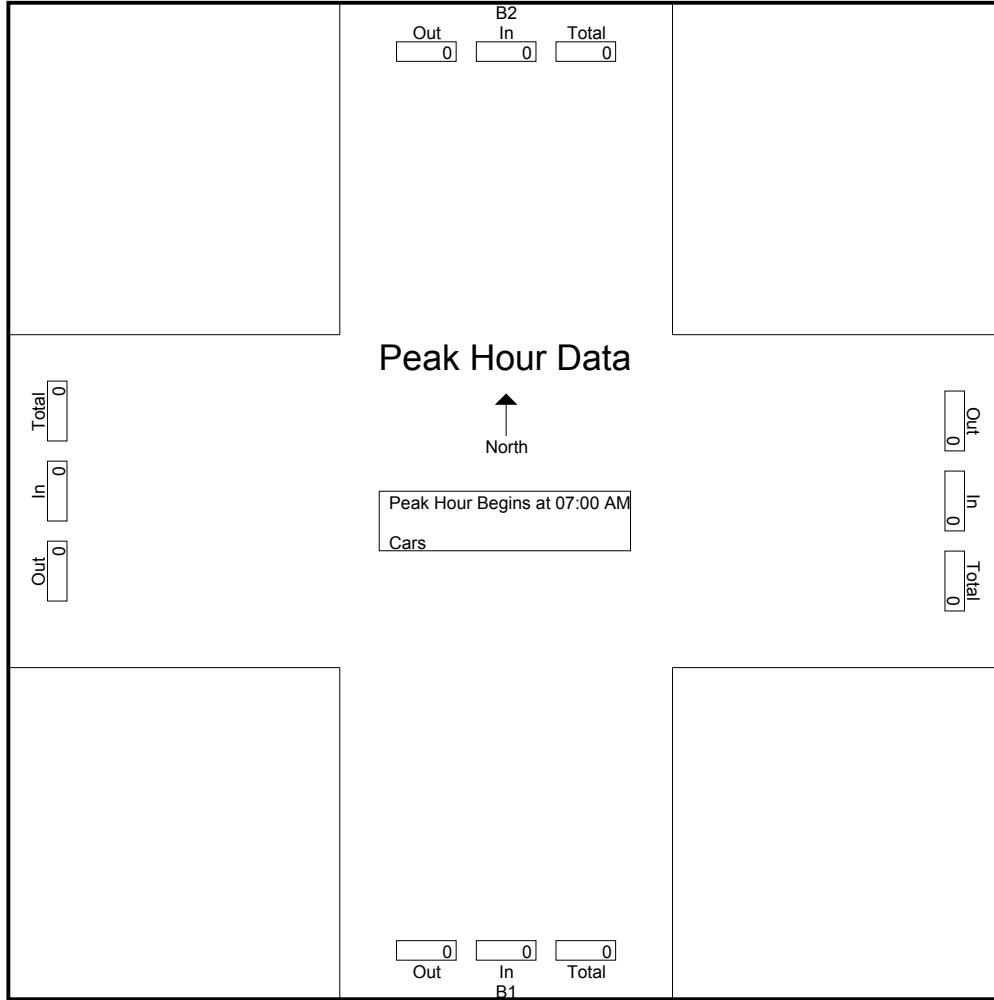 B2
Out In Total
0 0 0
Peak Hour Data
North
Peak Hour Begins at 07:00 AM
Cars
Total 0
In 0
Out 0
Out 0
In 0
Total 0
0 0 0
Out In Total
B1